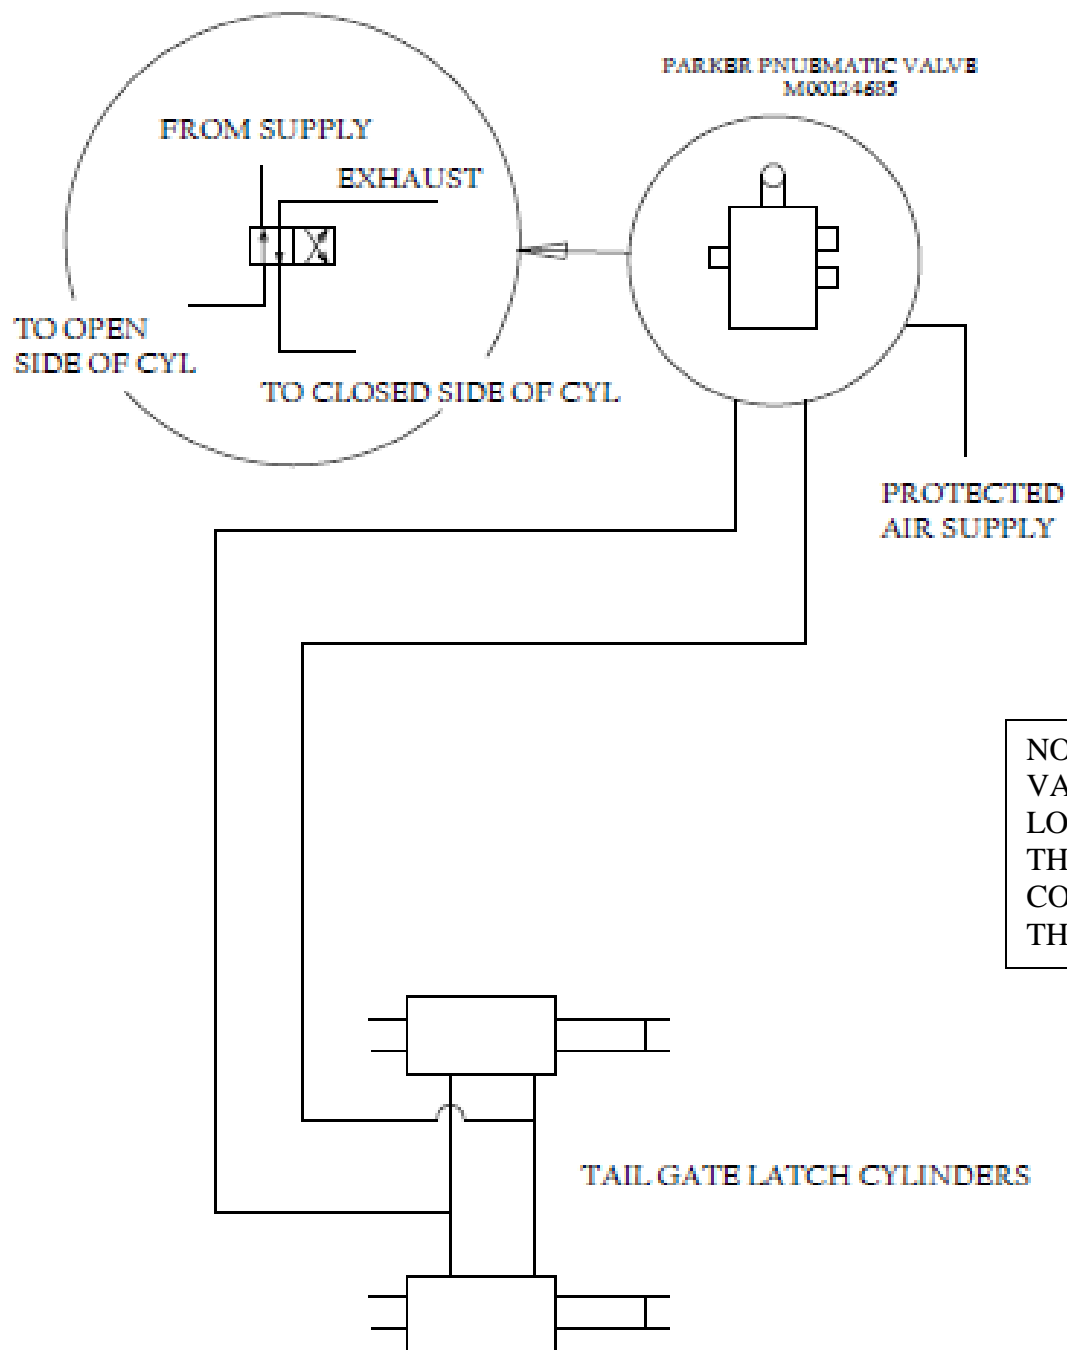 PARKER PNUEMATIC VALVE
M00124685
FROM SUPPLY
EXHAUST
TO OPEN
SIDE OF CYL
TO CLOSED SIDE OF CYL
PROTECTED
AIR SUPPLY
NO
VA
LO
TH
CO
TH
TAIL GATE LATCH CYLINDERS